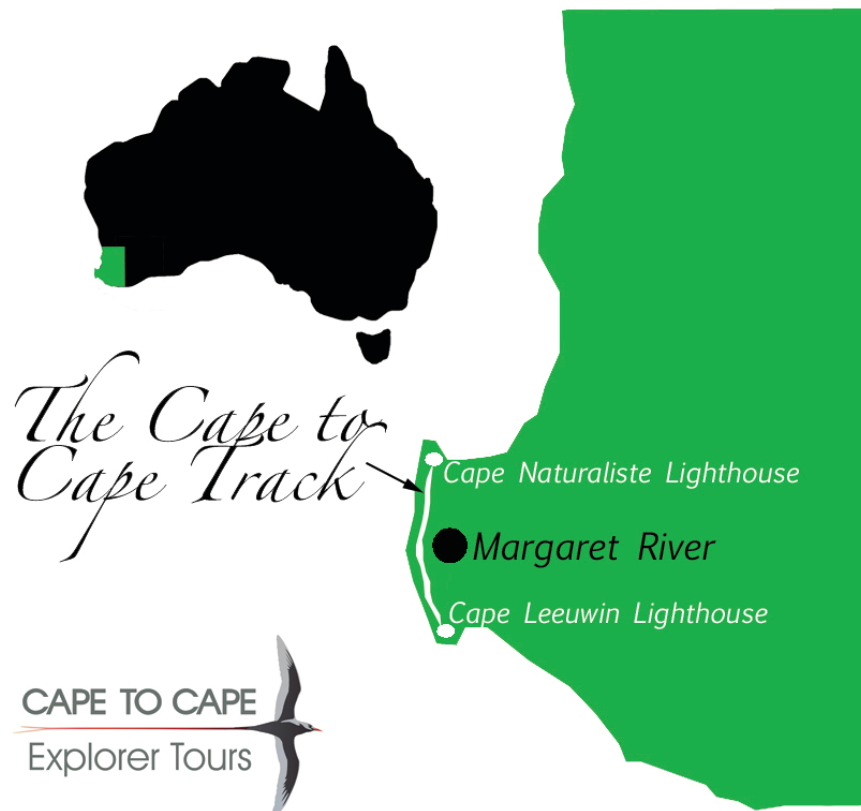 The Cape to
Cape Track
Cape Naturaliste Lighthouse
Margaret River
Cape Leeuwin Lighthouse
CAPE TO CAPE
Explorer Tours